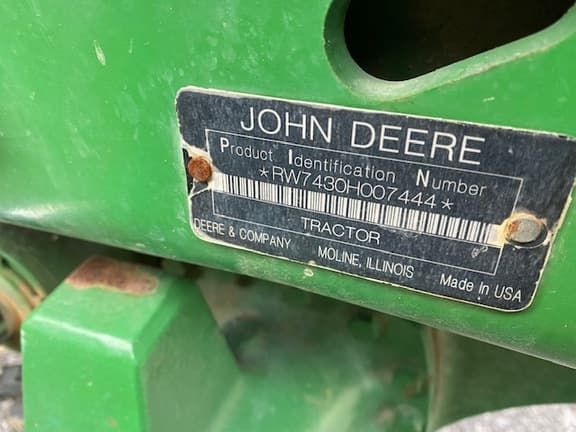 JOHN DEERE
Product Identification Number
*RW7430H007444*
TRACTOR
DEERE & COMPANY MOLINE, ILLINOIS Made in USA